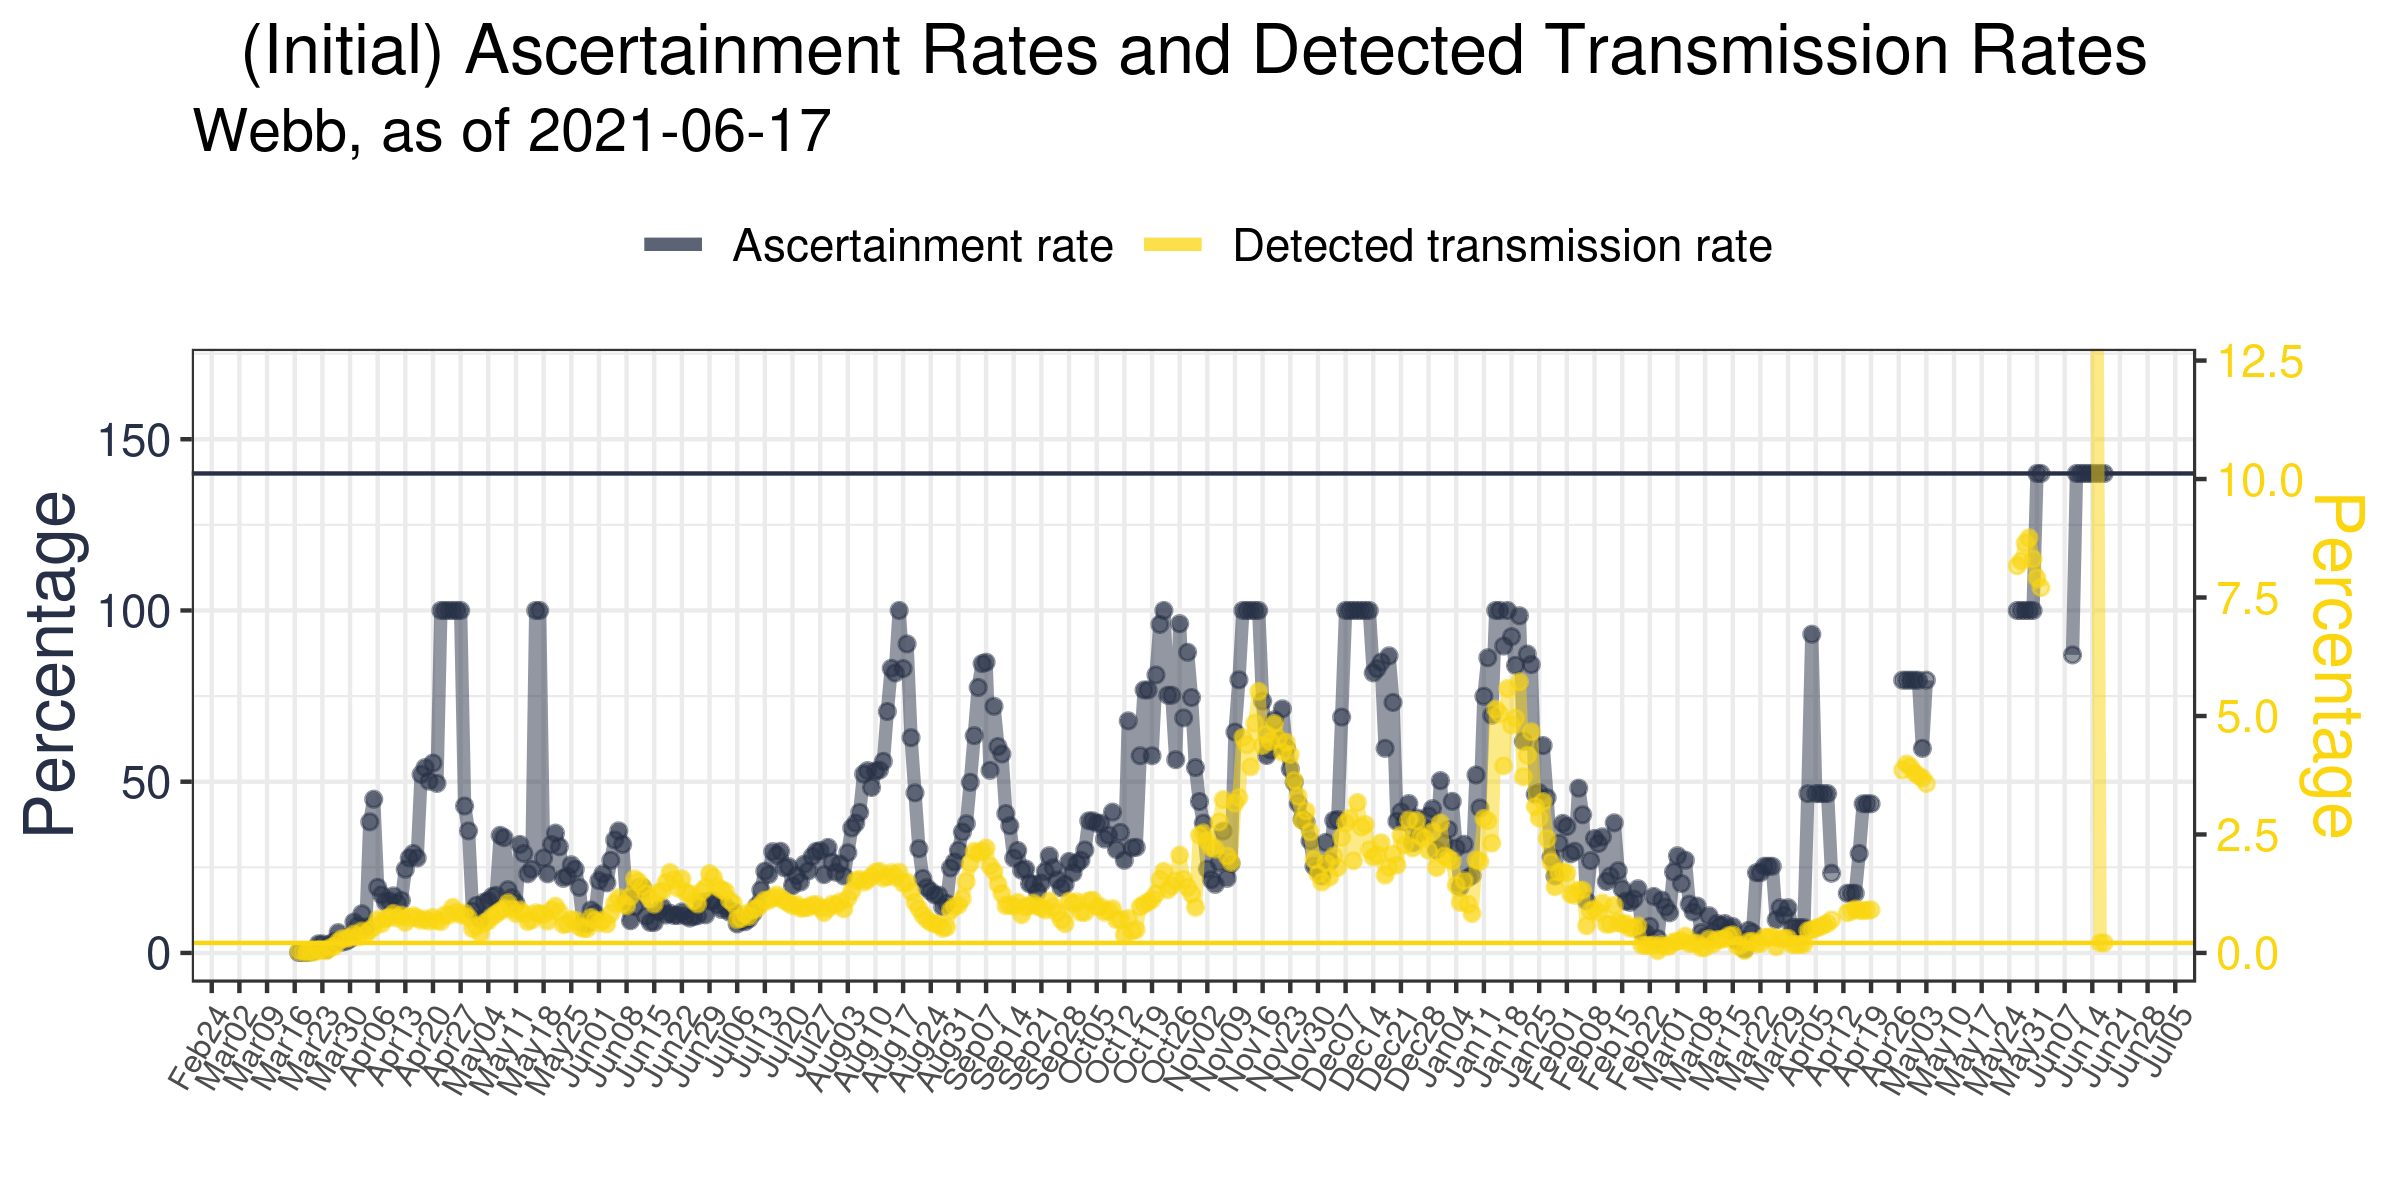 (Initial) Ascertainment Rates and Detected Transmission Rates
Webb, as of 2021-06-17
Ascertainment rate
Detected transmission rate
Percentage
150
100
50
0
12.5
10.0
7.5
5.0
2.5
0.0
Percentage
Feb24
Mar02
Mar09
Mar16
Mar23
Mar30
Apr06
Apr13
Apr20
Apr27
May04
May11
May18
May25
Jun01
Jun08
Jun15
Jun22
Jun29
Jul06
Jul13
Jul20
Jul27
Aug03
Aug10
Aug17
Aug24
Aug31
Sep07
Sep14
Sep21
Sep28
Oct05
Oct12
Oct19
Oct26
Nov02
Nov09
Nov16
Nov23
Nov30
Dec07
Dec14
Dec21
Dec28
Jan04
Jan11
Jan18
Jan25
Feb01
Feb08
Feb15
Feb22
Mar01
Mar08
Mar15
Mar22
Mar29
Apr05
Apr12
Apr19
Apr26
May03
May10
May17
May24
May31
Jun07
Jun14
Jun21
Jun28
Jul05